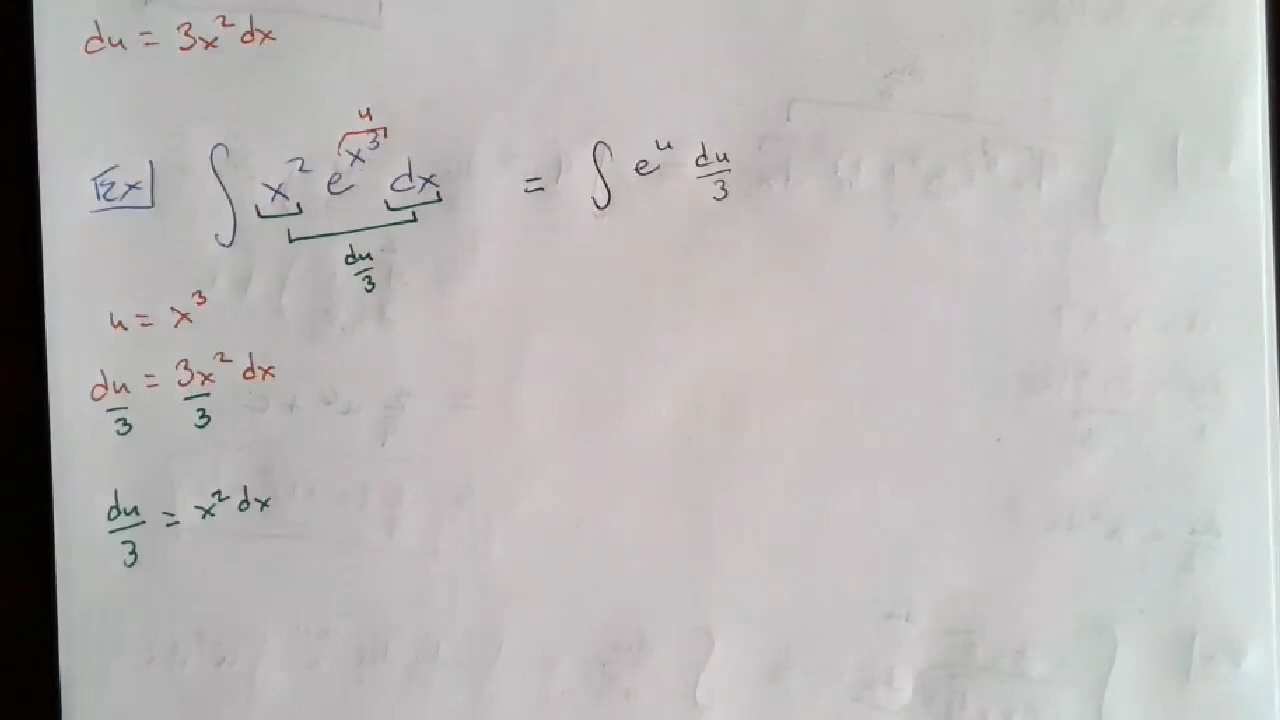 du = 3x² dx
u
Ex ∫ x² e^(x³) dx = ∫ e^u du/3
du/3
u = x³
du/3 = 3x²/3 dx
du/3 = x² dx